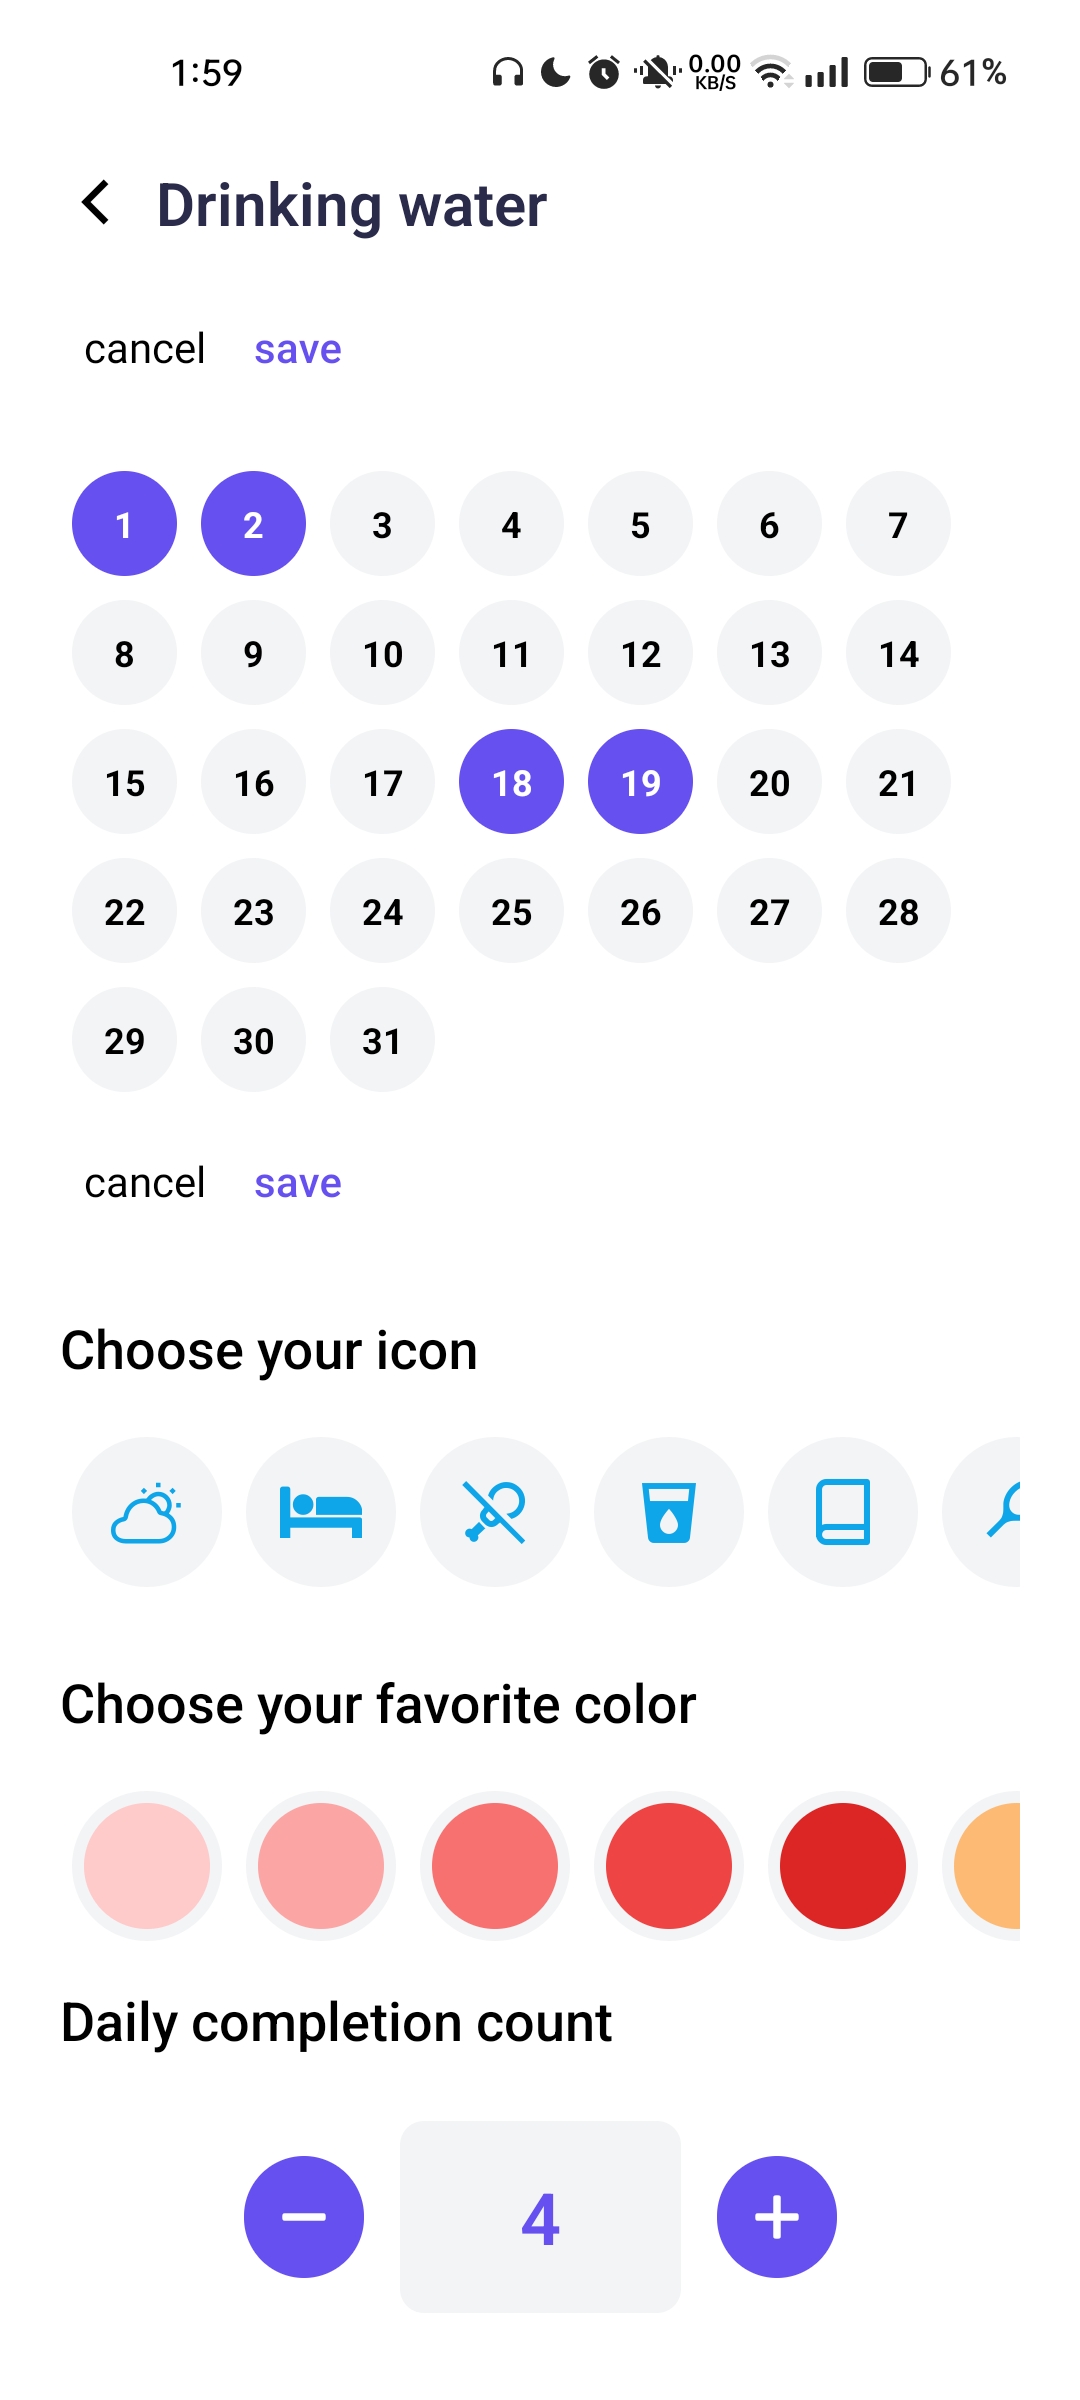 1:59 0.00 KB/S 61%
Drinking water
cancel save
1 2 3 4 5 6 7
8 9 10 11 12 13 14
15 16 17 18 19 20 21
22 23 24 25 26 27 28
29 30 31
cancel save
Choose your icon
Choose your favorite color
Daily completion count
4